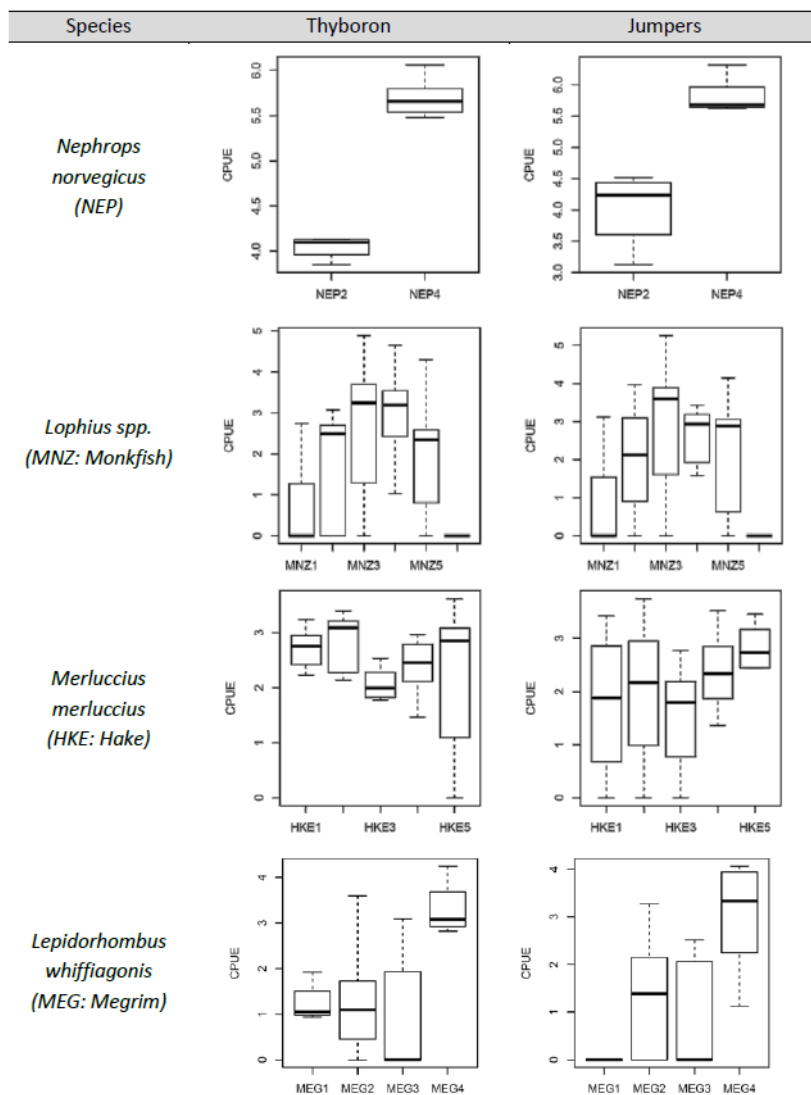 Species Thyboron Jumpers
Nephrops
norvegicus
(NEP)
CPUE
6.0
5.5
5.0
4.5
4.0
NEP2 NEP4
CPUE
6.0
5.5
5.0
4.5
4.0
3.5
3.0
NEP2 NEP4
Lophius spp.
(MNZ: Monkfish)
CPUE
5
4
3
2
1
0
MNZ1 MNZ3 MNZ5
CPUE
5
4
3
2
1
0
MNZ1 MNZ3 MNZ5
Merluccius
merluccius
(HKE: Hake)
CPUE
3
2
1
0
HKE1 HKE3 HKE5
CPUE
3
2
1
0
HKE1 HKE3 HKE5
Lepidorhombus
whiffiagonis
(MEG: Megrim)
CPUE
4
3
2
1
0
MEG1 MEG2 MEG3 MEG4
CPUE
4
3
2
1
0
MEG1 MEG2 MEG3 MEG4